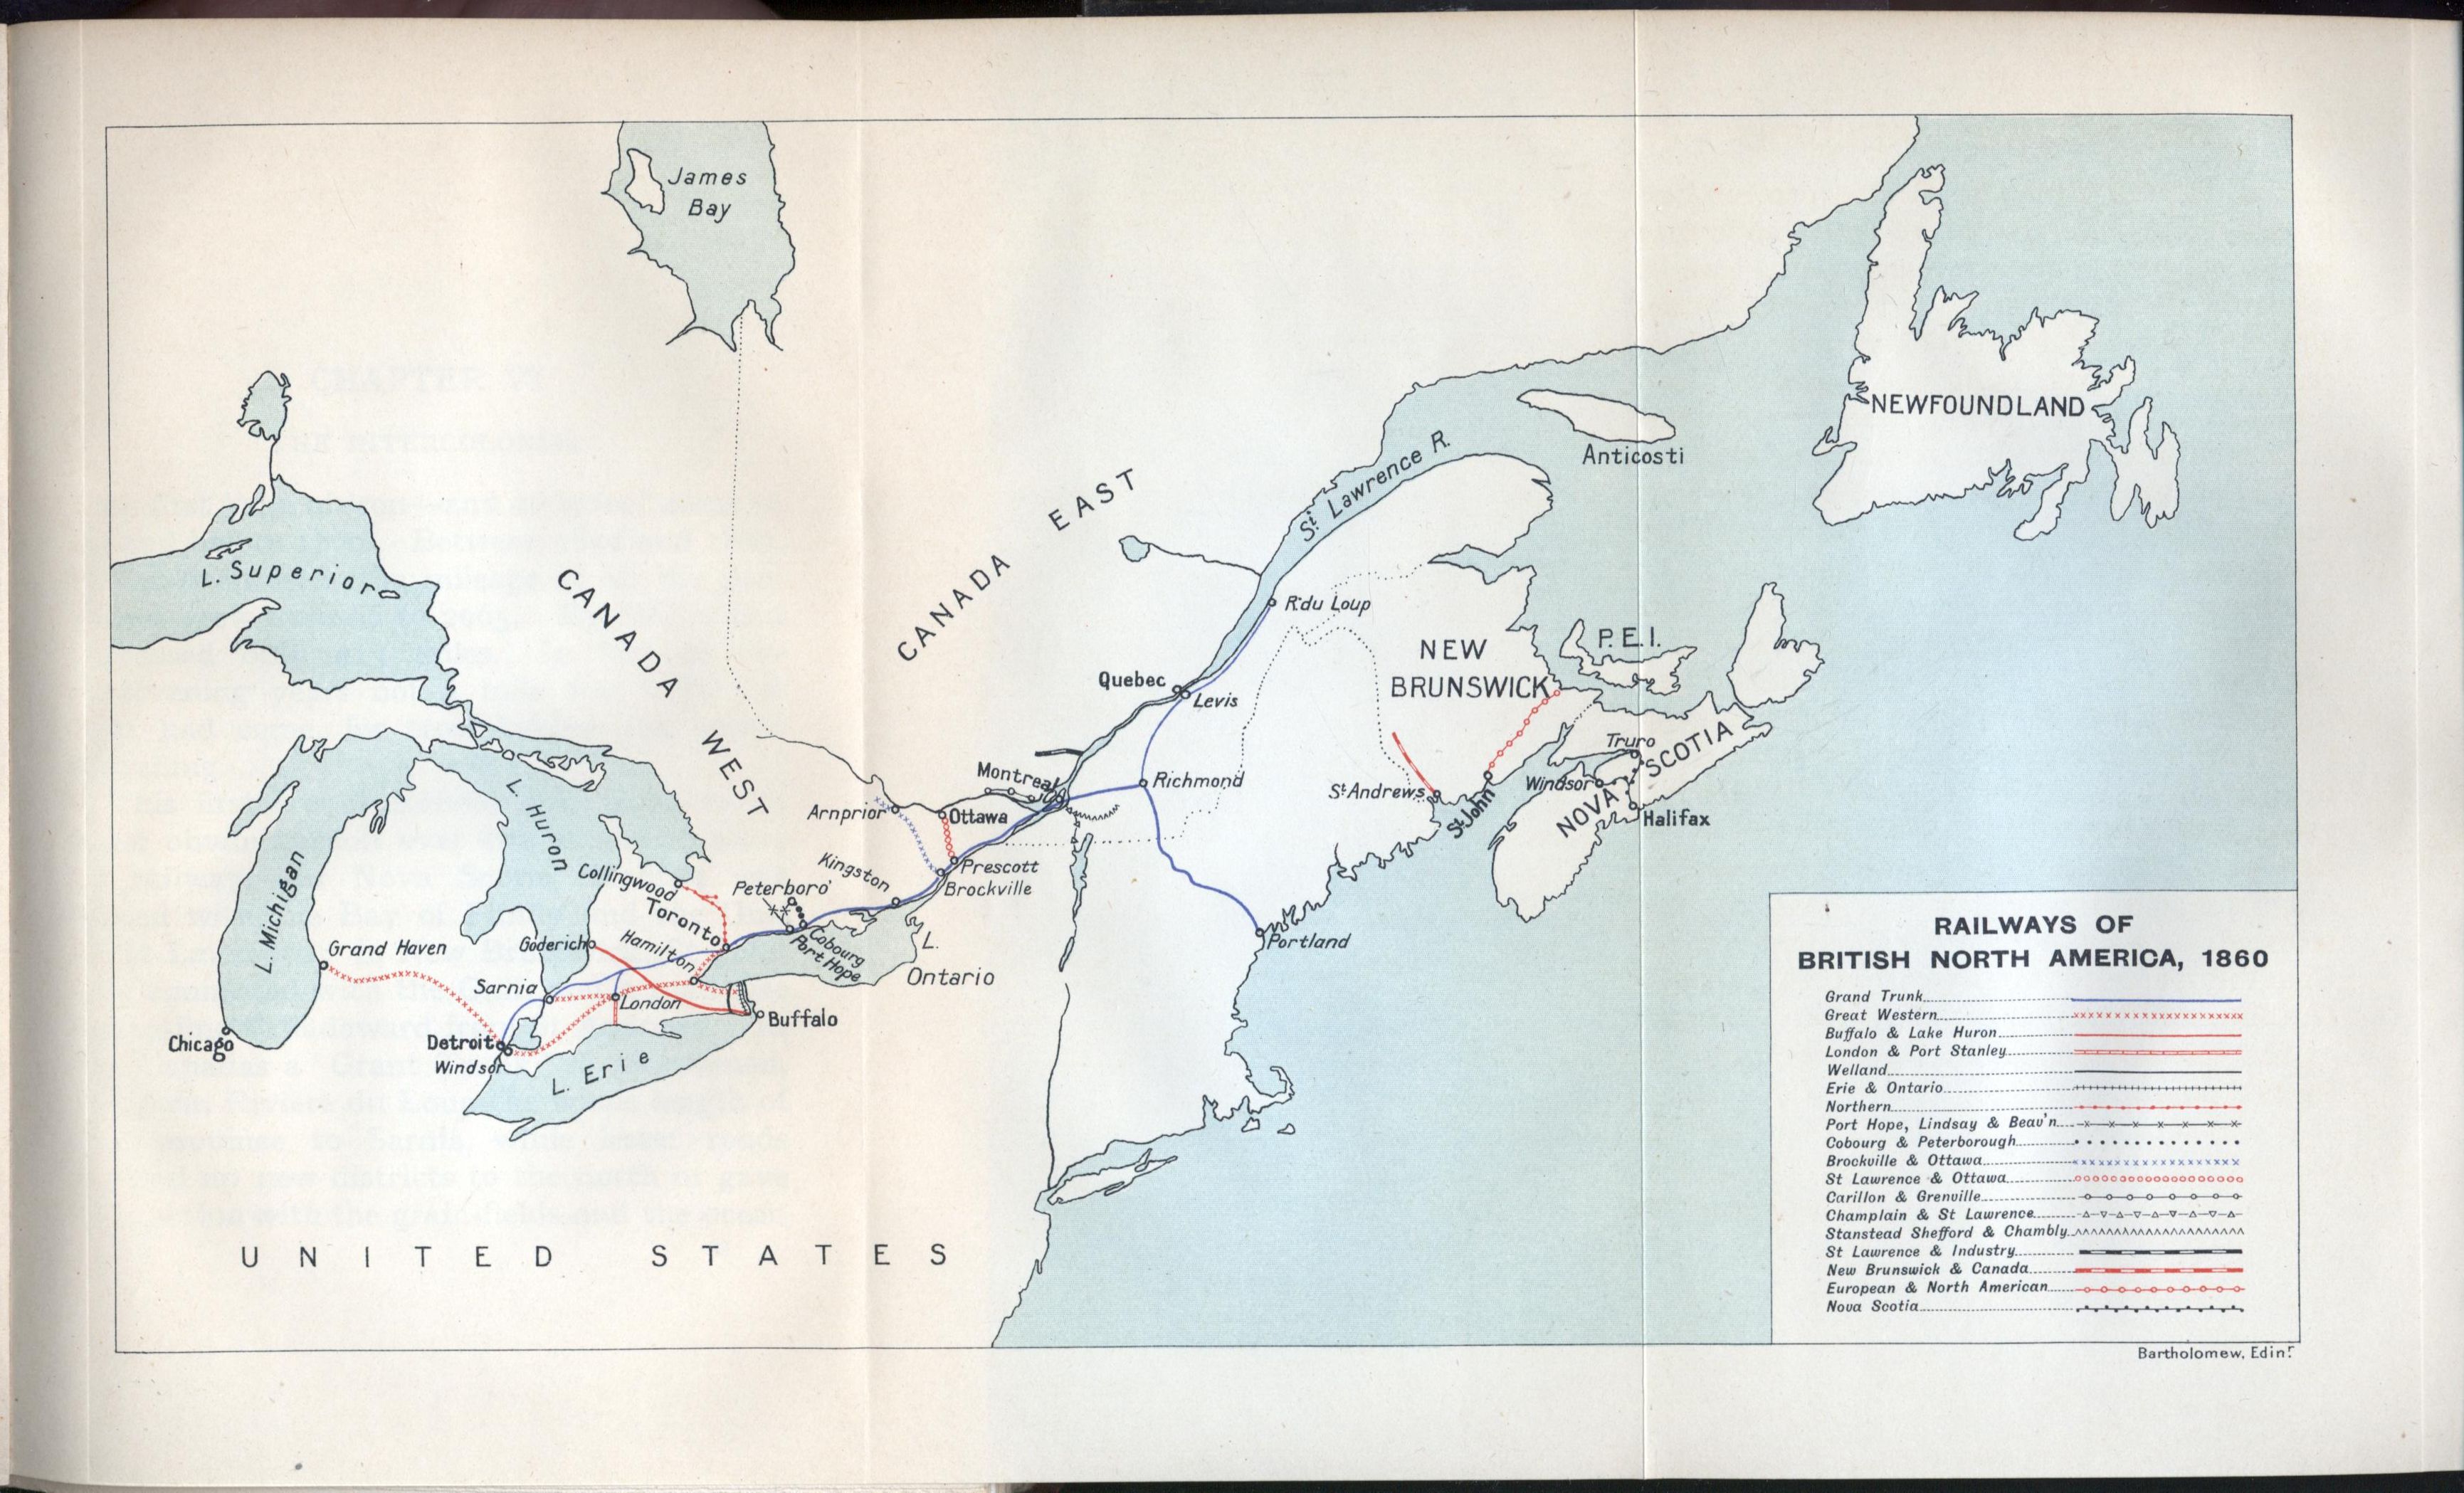 James
Bay
NEWFOUNDLAND
Anticosti
St Lawrence R.
CANADA EAST
L. Superior
CANADA WEST
R. du Loup
NEW
BRUNSWICK
P.E.I.
Quebec
Levis
Truro
NOVA SCOTIA
Windsor
Halifax
St Andrews
St John
Montreal
Richmond
Arnprior
Ottawa
L. Huron
Kingston
Prescott
Brockville
Collingwood
Peterboro'
Toronto
Cobourg
Port Hope
L. Michigan
Grand Haven
Goderich
Hamilton
L.
Ontario
Portland
Sarnia
London
Buffalo
Chicago
Detroit
Windsor
L. Erie
UNITED STATES
RAILWAYS OF
BRITISH NORTH AMERICA, 1860
Grand Trunk
Great Western
Buffalo & Lake Huron
London & Port Stanley
Welland
Erie & Ontario
Northern
Port Hope, Lindsay & Beav'n
Cobourg & Peterborough
Brockville & Ottawa
St Lawrence & Ottawa
Carillon & Grenville
Champlain & St Lawrence
Stanstead Shefford & Chambly
St Lawrence & Industry
New Brunswick & Canada
European & North American
Nova Scotia
Bartholomew, Edinr